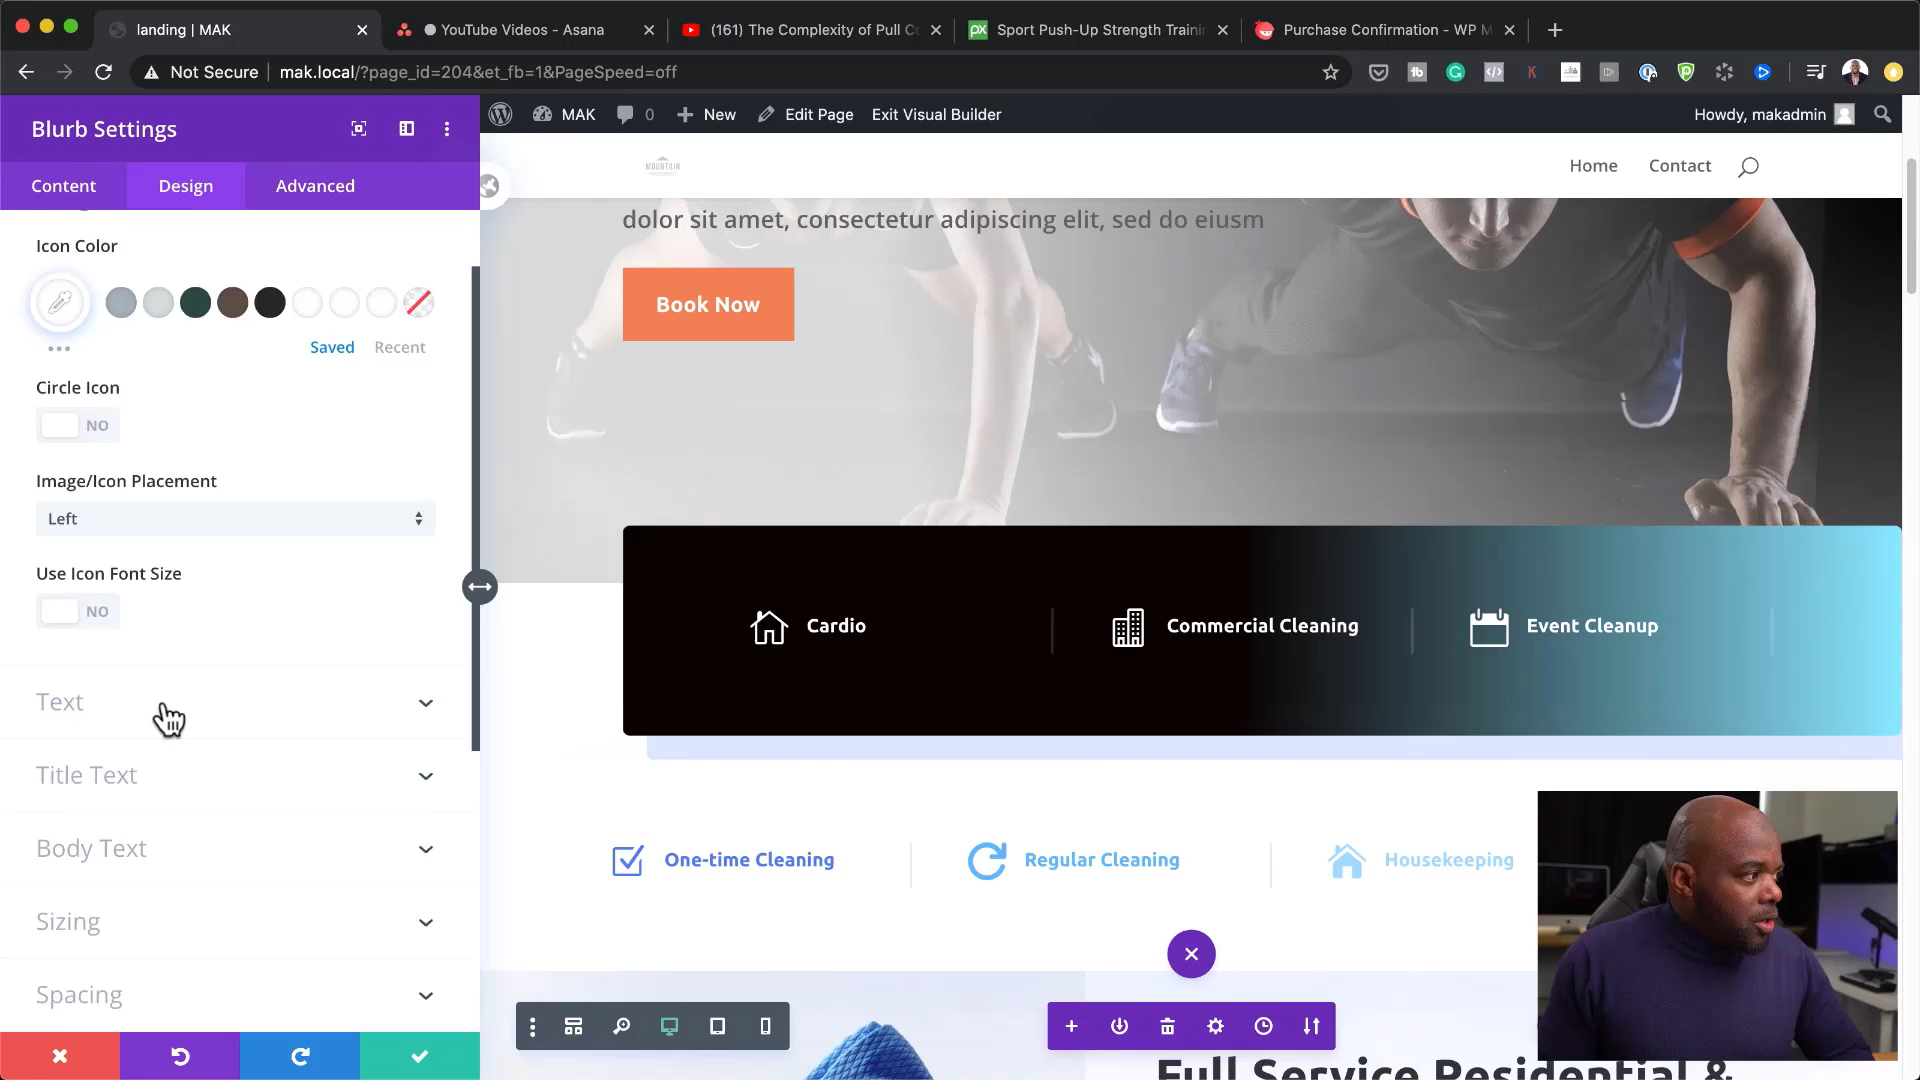 landing | MAK
YouTube Videos - Asana
(161) The Complexity of Pull Co
Sport Push-Up Strength Trainin
Purchase Confirmation - WP M
Not Secure
mak.local/?page_id=204&et_fb=1&PageSpeed=off
Blurb Settings
MAK
0
New
Edit Page
Exit Visual Builder
Howdy, makadmin
Content
Design
Advanced
MOUNTAIN
Home
Contact
Icon Color
Saved
Recent
Circle Icon
NO
Image/Icon Placement
Left
Use Icon Font Size
NO
Text
Title Text
Body Text
Sizing
Spacing
dolor sit amet, consectetur adipiscing elit, sed do eiusm
Book Now
Cardio
Commercial Cleaning
Event Cleanup
One-time Cleaning
Regular Cleaning
Housekeeping
Full Service Residential &